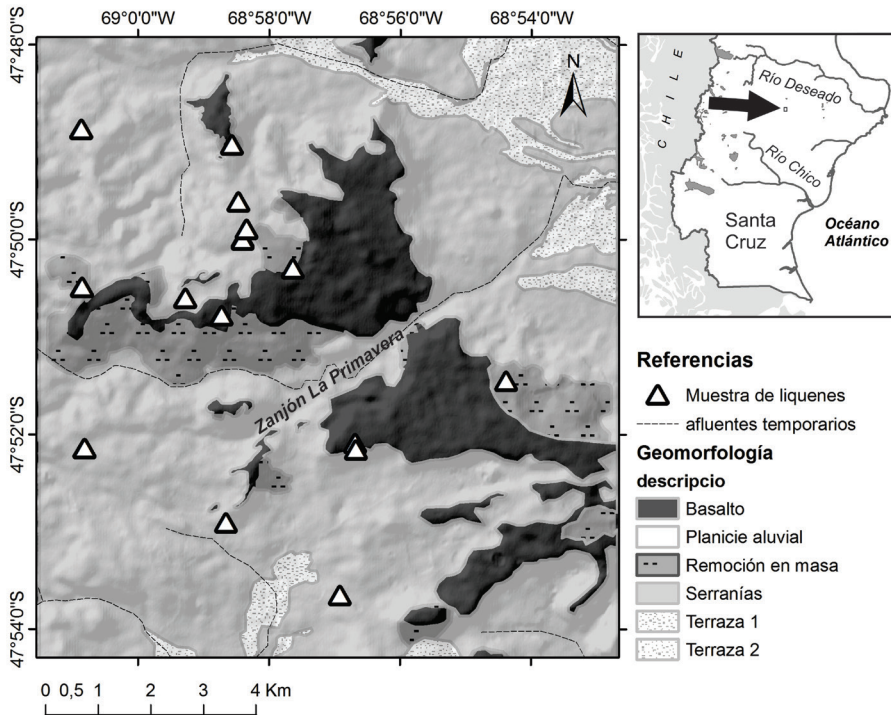 69°0'0"W 68°58'0"W 68°56'0"W 68°54'0"W
47°48'0"S
47°50'0"S
47°52'0"S
47°54'0"S
N
Zanjón La Primavera
0 0,5 1 2 3 4 Km
CHILE
Río Deseado
Río Chico
Santa
Cruz
Océano
Atlántico
Referencias
Muestra de liquenes
afluentes temporarios
Geomorfología
descripcio
Basalto
Planicie aluvial
Remoción en masa
Serranías
Terraza 1
Terraza 2